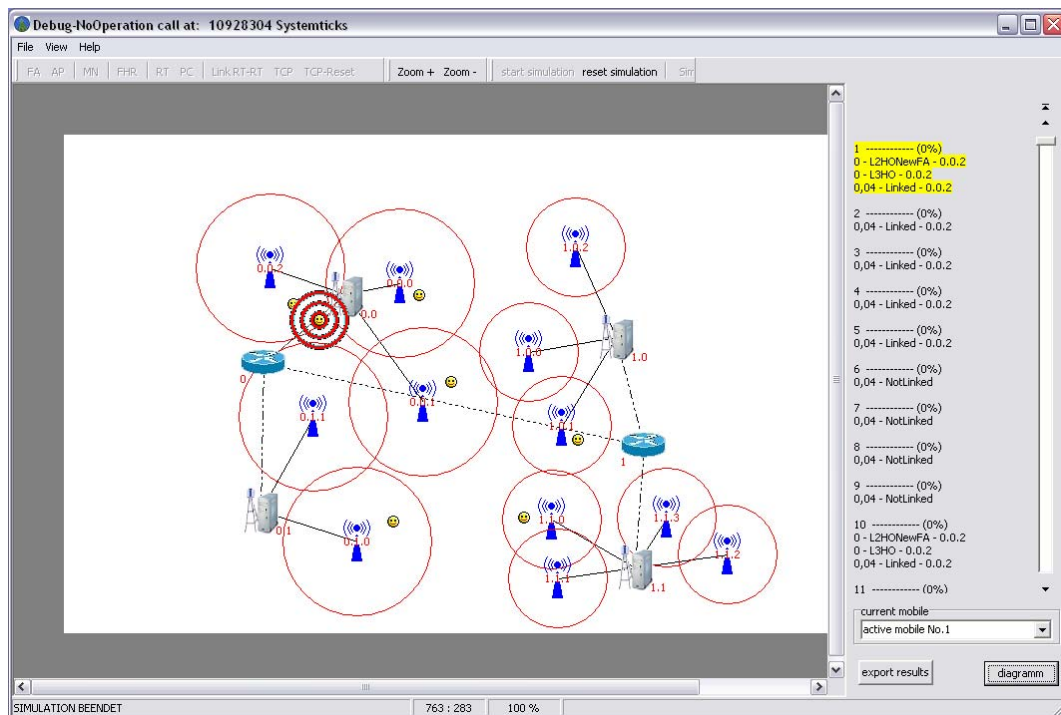 Debug-NoOperation call at: 10928304 Systemticks
File View Help
FA AP MN FHR RT PC Link RT-RT TCP TCP-Reset Zoom + Zoom - start simulation reset simulation
1 ------------ (0%)
0 - L2HONewFA - 0.0.2
0 - L3HO - 0.0.2
0,04 - Linked - 0.0.2
2 ------------ (0%)
0,04 - Linked - 0.0.2
3 ------------ (0%)
0,04 - Linked - 0.0.2
4 ------------ (0%)
0,04 - Linked - 0.0.2
5 ------------ (0%)
0,04 - Linked - 0.0.2
6 ------------ (0%)
0,04 - NotLinked
7 ------------ (0%)
0,04 - NotLinked
8 ------------ (0%)
0,04 - NotLinked
9 ------------ (0%)
0,04 - NotLinked
10 ------------ (0%)
0 - L2HONewFA - 0.0.2
0 - L3HO - 0.0.2
0,04 - Linked - 0.0.2
11 ------------ (0%)
1.0.2
0.0.2
0.0.0
0.0
1.0.0
1.0
0
0.0.1
0.1.1
1.0.1
1
1.1.0
1.1.3
0.1
0.1.0
1.1.2
1.1.1
1.1
current mobile
active mobile No.1
export results
diagramm
SIMULATION BEENDET 763 : 283 100 %